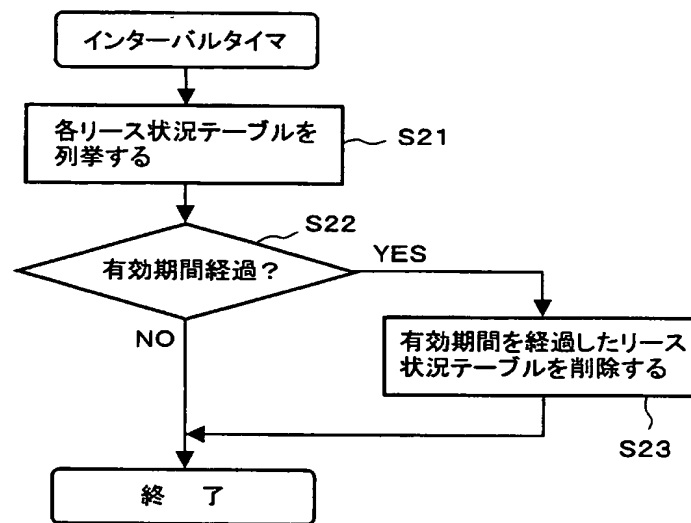 インターバルタイマ
各リース状況テーブルを
列挙する
S21
S22
有効期間経過?
YES
NO
有効期間を経過したリース
状況テーブルを削除する
S23
終 了